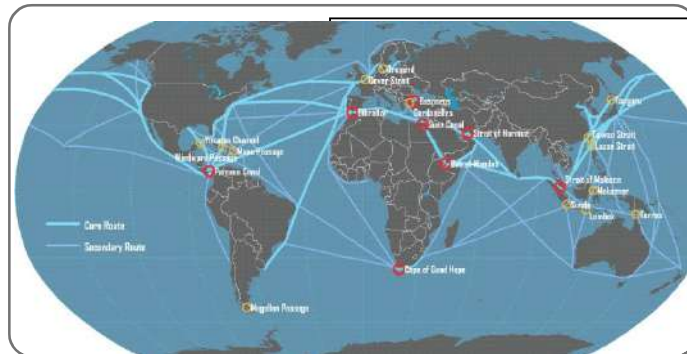 Oresund
Dover Strait
Bosporus
Dardanelles
Gibraltar
Suez Canal
Strait of Hormuz
Tsugaru
Yucatan Channel
Windward Passage
Mona Passage
Panama Canal
Bab el-Mandab
Taiwan Strait
Luzon Strait
Strait of Malacca
Makassar
Sunda
Lombok
Torres
Core Route
Secondary Route
Cape of Good Hope
Magellan Passage